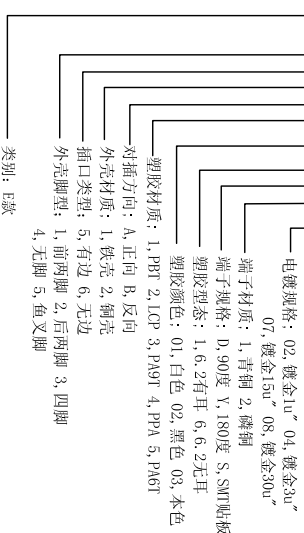 电镀规格: 02,镀金1u" 04,镀金3u"
07,镀金15u" 08,镀金30u"
端子材质: 1,青铜 2,磷铜
端子规格: D,90度 Y,180度 S,SMT贴板
塑胶型态: 1,6.2有耳 6,6.2无耳
塑胶颜色: 01,白色 02,黑色 03,本色
塑胶材质: 1,PBT 2,LCP 3,PA9T 4,PPA 5,PA6T
对插方向: A,正向 B,反向
外壳材质: 1,铁壳 2,铜壳
插口类型: 5,有边 6,无边
外壳脚型: 1,前两脚 2,后两脚 3,四脚
4,无脚 5,鱼叉脚
类别: E款